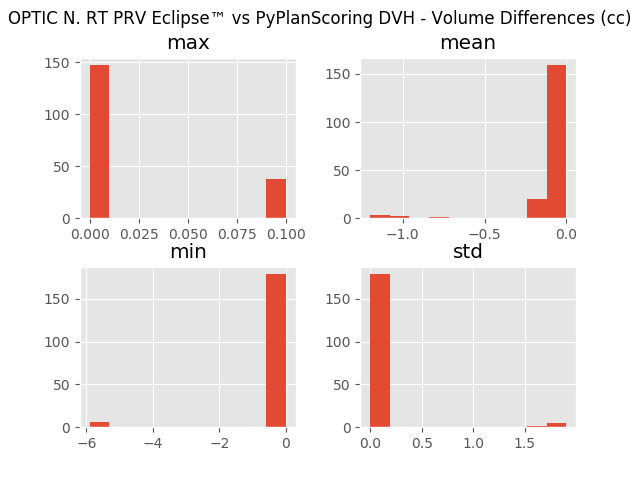 OPTIC N. RT PRV Eclipse™ vs PyPlanScoring DVH - Volume Differences (cc)
max
mean
150
100
50
0
0.000 0.025 0.050 0.075 0.100
150
100
50
0
−1.0 −0.5 0.0
min
std
150
100
50
0
−6 −4 −2 0
150
100
50
0
0.0 0.5 1.0 1.5